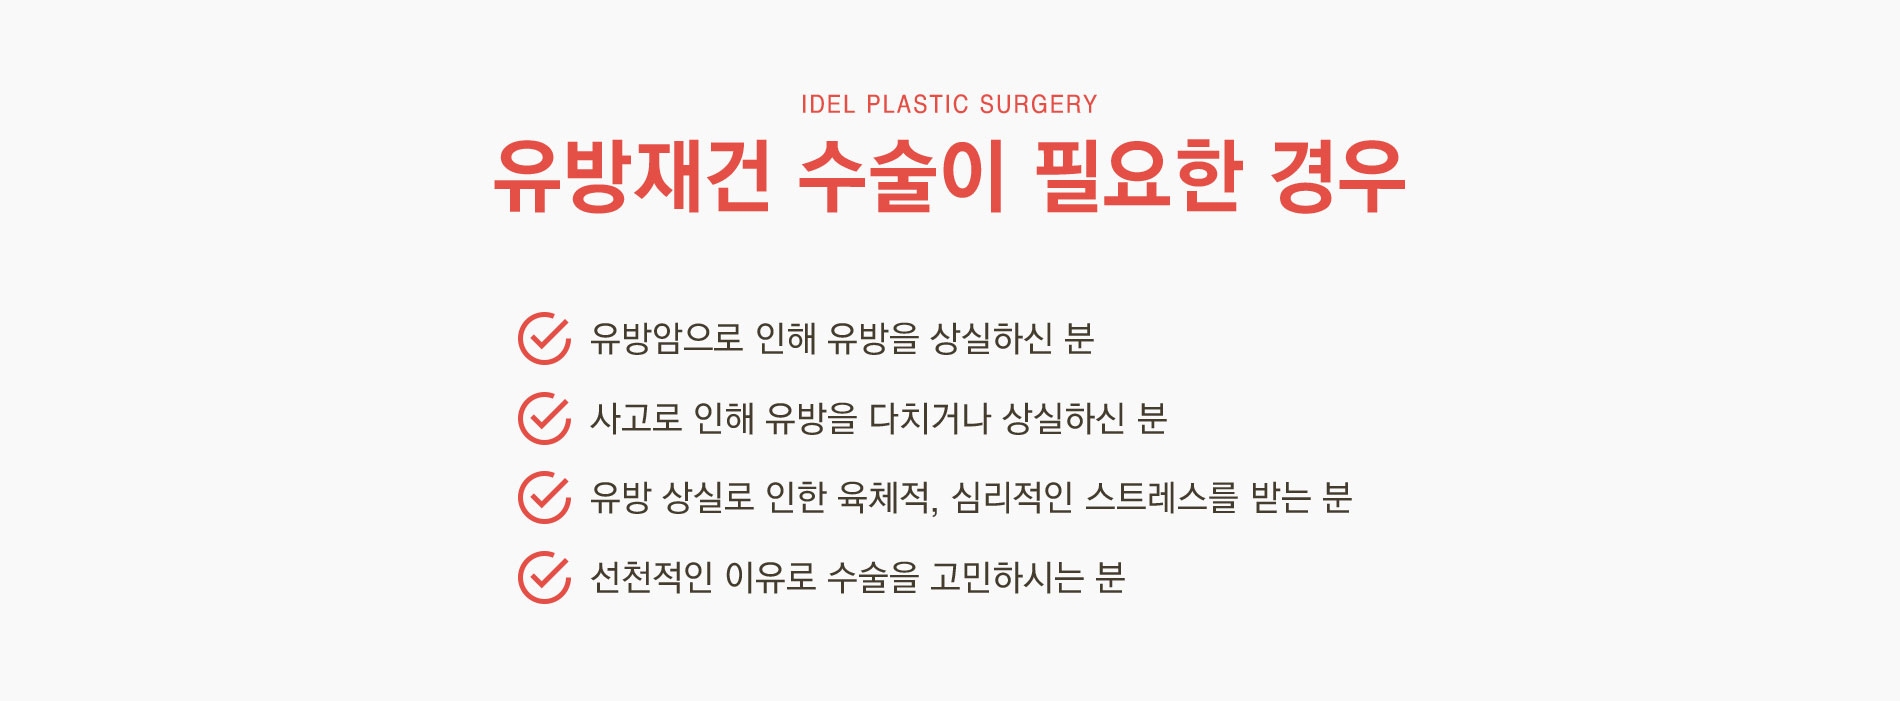 IDEL PLASTIC SURGERY
유방재건 수술이 필요한 경우
유방암으로 인해 유방을 상실하신 분
사고로 인해 유방을 다치거나 상실하신 분
유방 상실로 인한 육체적, 심리적인 스트레스를 받는 분
선천적인 이유로 수술을 고민하시는 분